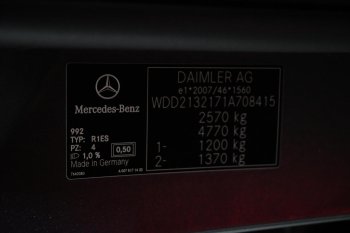 DAIMLER AG
e1*2007/46*1560
WDD2132171A708415
2570 kg
4770 kg
1- 1200 kg
2- 1370 kg
Mercedes-Benz
992
TYP: R1ES
PZ: 4
1,0 % 0,50
Made in Germany